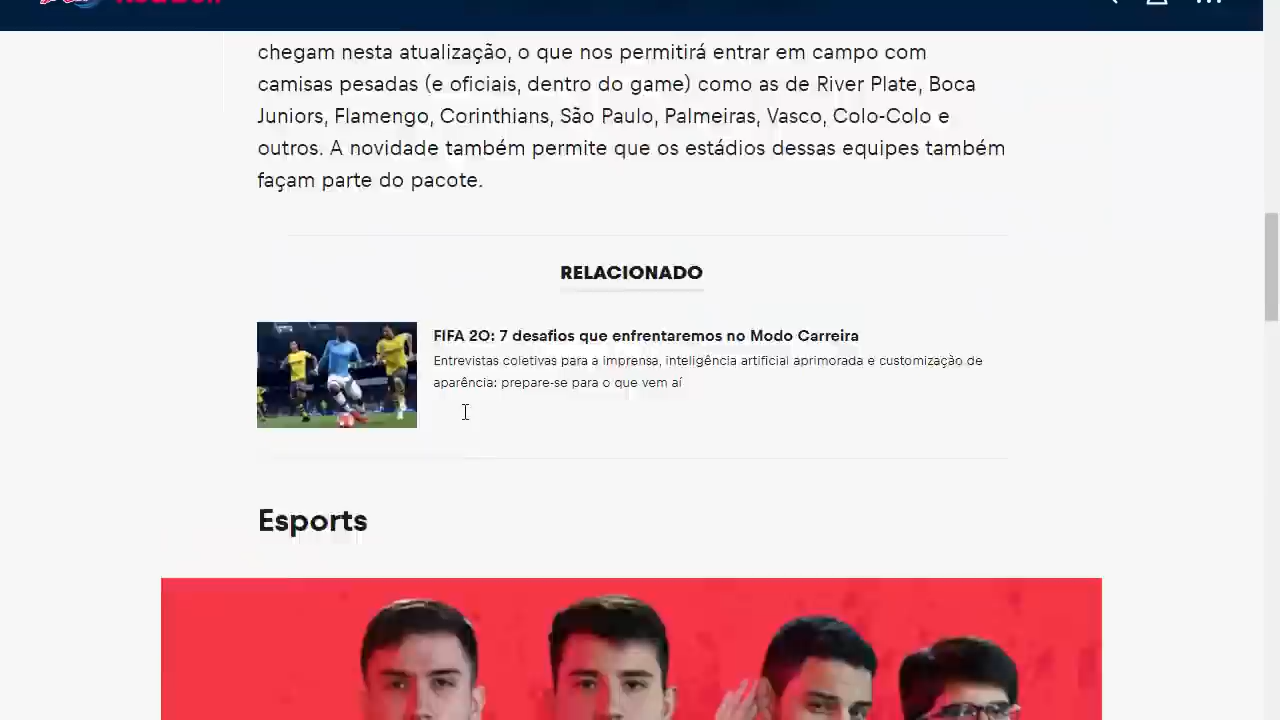 chegam nesta atualização, o que nos permitirá entrar em campo com
camisas pesadas (e oficiais, dentro do game) como as de River Plate, Boca
Juniors, Flamengo, Corinthians, São Paulo, Palmeiras, Vasco, Colo-Colo e
outros. A novidade também permite que os estádios dessas equipes também
façam parte do pacote.
RELACIONADO
FIFA 20: 7 desafios que enfrentaremos no Modo Carreira
Entrevistas coletivas para a imprensa, inteligência artificial aprimorada e customização de
aparência: prepare-se para o que vem aí
Esports